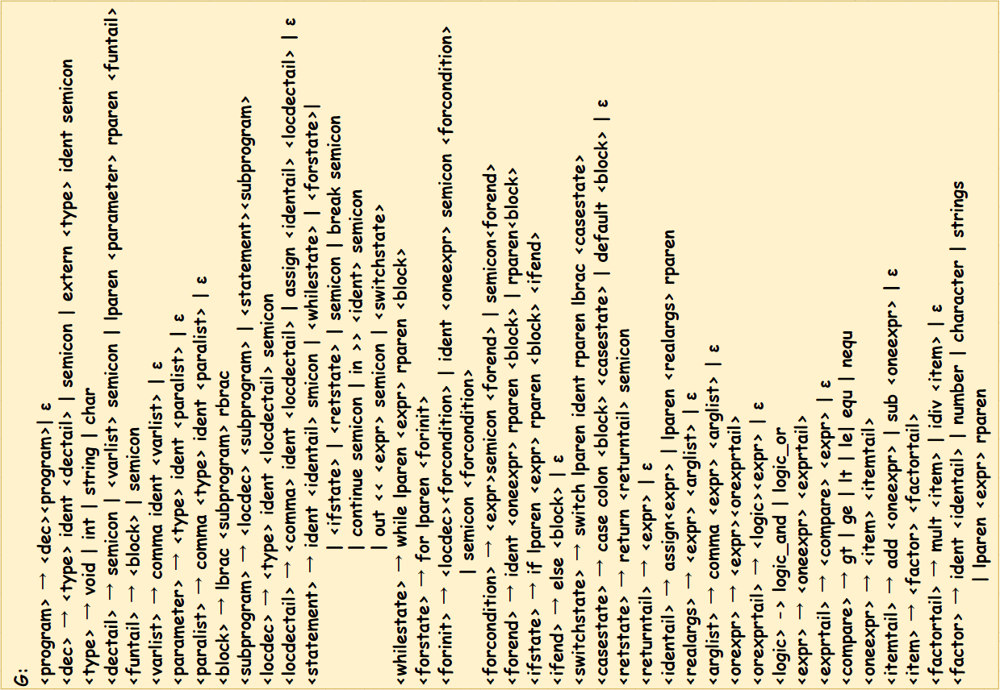 G:
<program> → <dec><program>| ε
<dec> → <type> ident <dectail> | semicon | extern <type> ident semicon
<type> → void | int | string | char
<dectail> → semicon | <varlist> semicon | lparen <parameter> rparen <funtail>
<funtail> → <block> | semicon
<varlist> → comma ident <varlist> | ε
<parameter> → <type> ident <paralist> | ε
<paralist> → comma <type> ident <paralist> | ε
<block> → lbrac <subprogram> rbrac
<subprogram> → <locdec> <subprogram> | <statement><subprogram>
<locdec> → <type> ident <locdectail> semicon
<locdectail> → <comma> ident <locdectail> | assign <identail> <locdectail> | ε
<statement> → ident <identail> smicon | <whilestate> | <forstate>|
| <ifstate> | <retstate> | semicon | break semicon
| continue semicon | in >> <ident> semicon
| out << <expr> semicon | <switchstate>
<whilestate> → while lparen <expr> rparen <block>
<forstate> → for lparen <forinit>
<forinit> → <locdec><forcondition> | ident <oneexpr> semicon <forcondition>
| semicon <forcondition>
<forcondition> → <expr>semicon <forend> | semicon<forend>
<forend> → ident <oneexpr> rparen <block> | rparen<block>
<ifstate> → if lparen <expr> rparen <block> <ifend>
<ifend> → else <block> | ε
<switchstate> → switch lparen ident rparen lbrac <casestate>
<casestate> → case colon <block> <casestate> | default <block> | ε
<retstate> → return <returntail> semicon
<returntail> → <expr> | ε
<identail> → assign<expr> | lparen <realargs> rparen
<realargs> → <expr> <arglist> | ε
<arglist> → comma <expr> <arglist> | ε
<orexpr> → <expr><orexprtail>
<orexprtail> → <logic><expr> | ε
<logic> -> logic_and | logic_or
<expr> → <oneexpr> <exprtail>
<exprtail> → <compare> <expr> | ε
<compare> → gt | ge | lt | le| equ | nequ
<oneexpr> → <item> <itemtail>
<itemtail> → add <oneexpr> | sub <oneexpr> | ε
<item> → <factor> <factortail>
<factortail> → mult <item> | idiv <item> | ε
<factor> → ident <identail> | number | character | strings
| lparen <expr> rparen